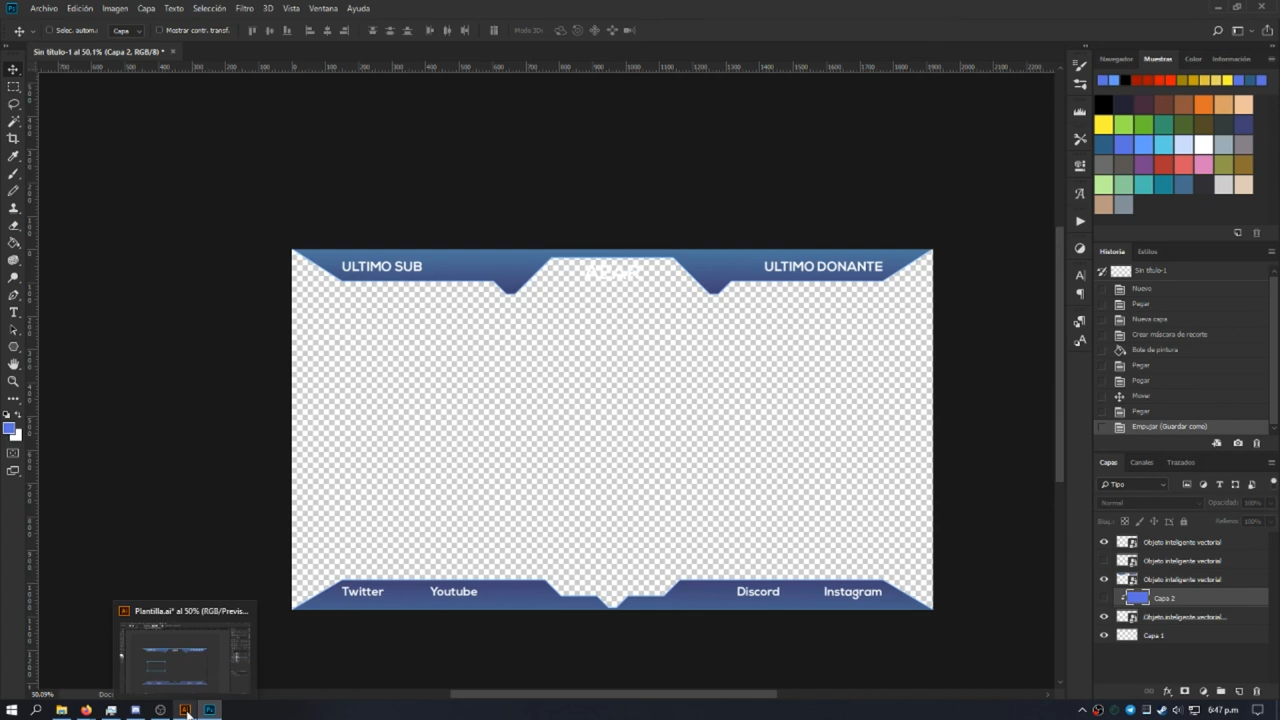 Archivo Edición Imagen Capa Texto Selección Filtro 3D Vista Ventana Ayuda
Selec. autom.: Capa Mostrar contr. transf. Modo 3D:
Sin título-1 al 50,1% (Capa 2, RGB/8) *
Navegador Muestras Color Información
ULTIMO SUB
ULTIMO DONANTE
Historia Estilos
Sin título-1
Nuevo
Pegar
Nueva capa
Crear máscara de recorte
Bote de pintura
Pegar
Pegar
Mover
Pegar
Empujar (Guardar como)
Capas Canales Trazados
Tipo
Normal Opacidad: 100%
Bloq.: Relleno: 100%
Objeto inteligente vectorial
Objeto inteligente vectorial
Objeto inteligente vectorial
Capa 2
Objeto inteligente vectorial...
Capa 1
Twitter Youtube Discord Instagram
Plantilla.ai* al 50% (RGB/Previs...
50.09% Doc
6:47 p.m